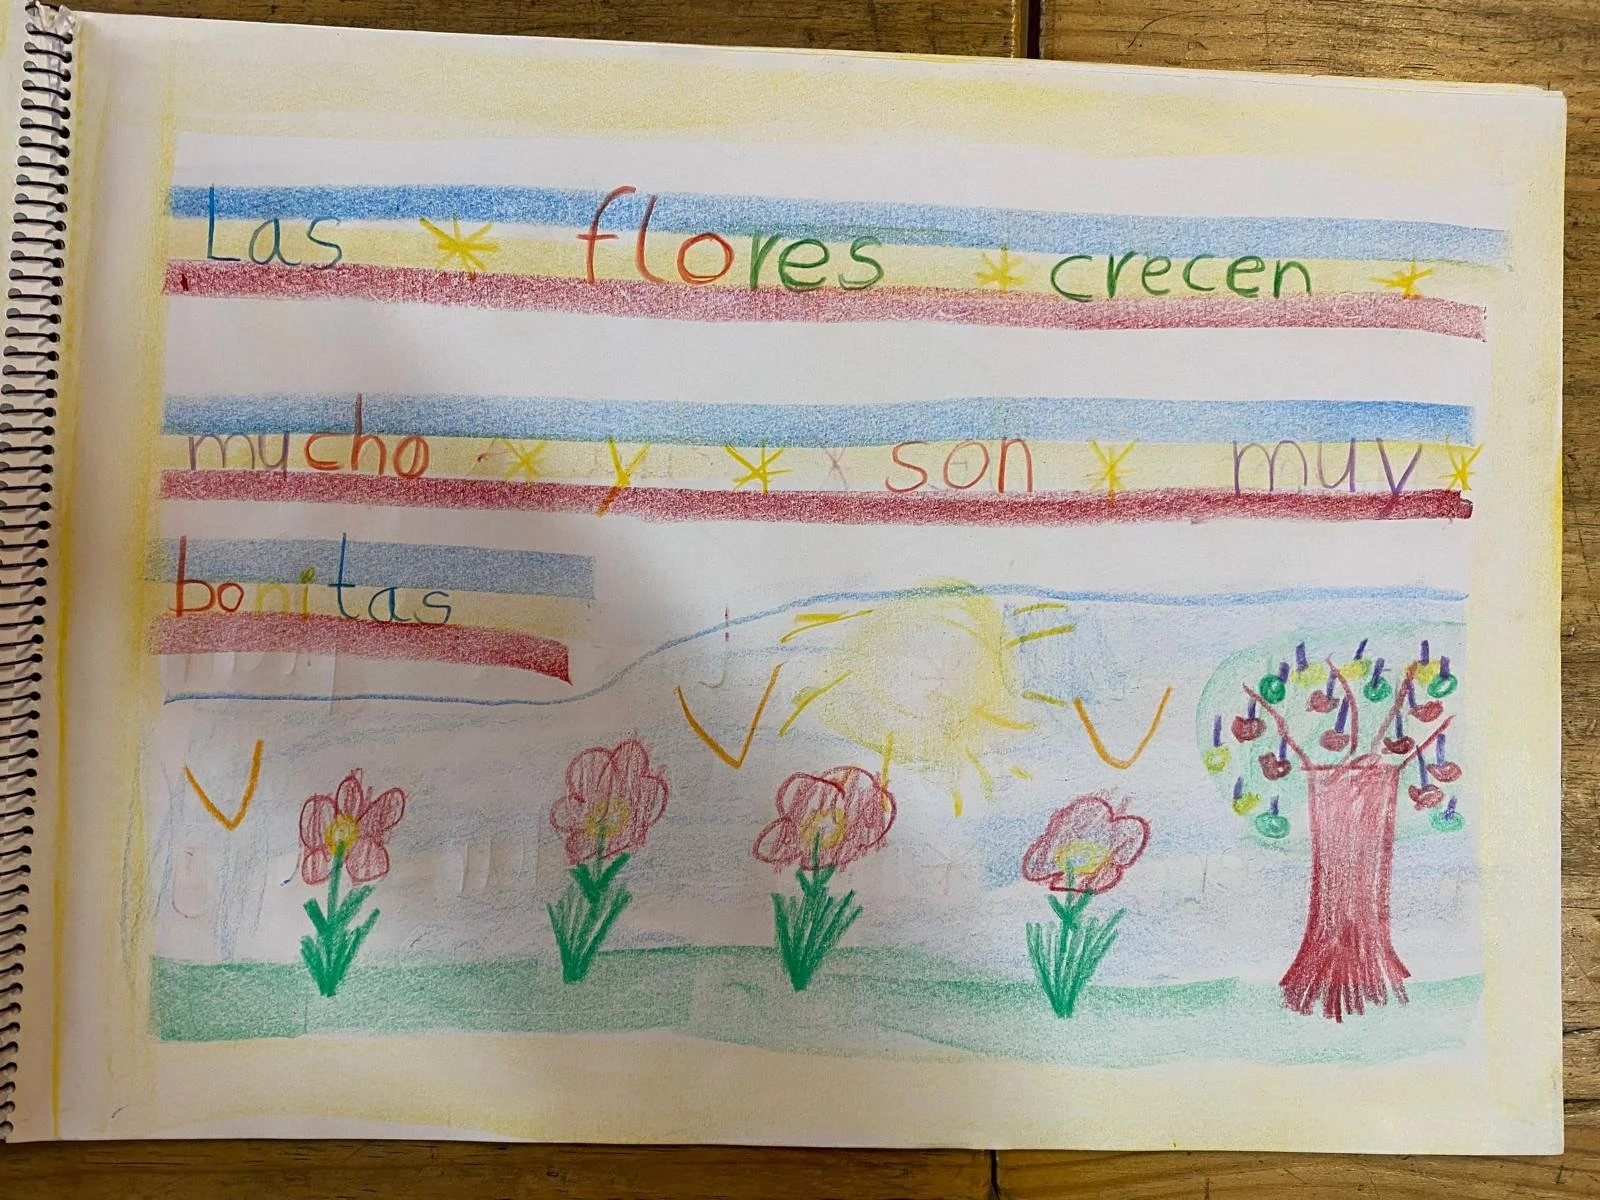 Las flores crecen
mucho y son muy
bonitas